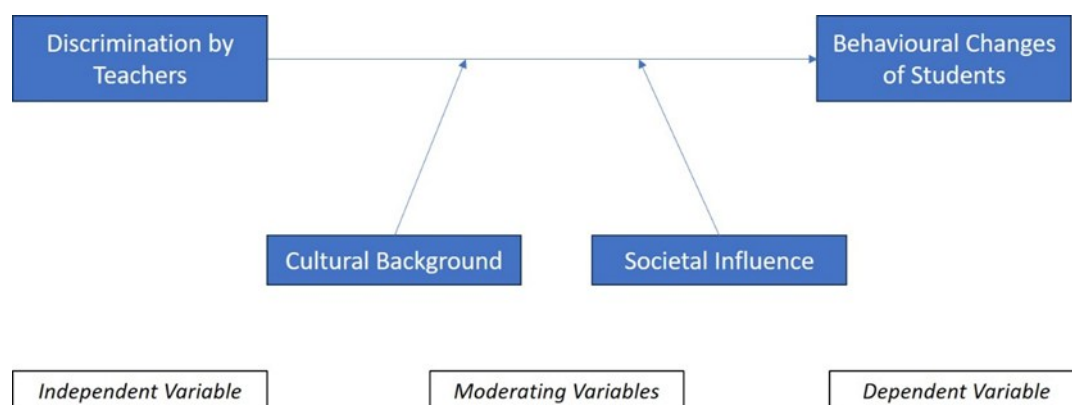 Discrimination by
Teachers
Behavioural Changes
of Students
Cultural Background
Societal Influence
Independent Variable
Moderating Variables
Dependent Variable